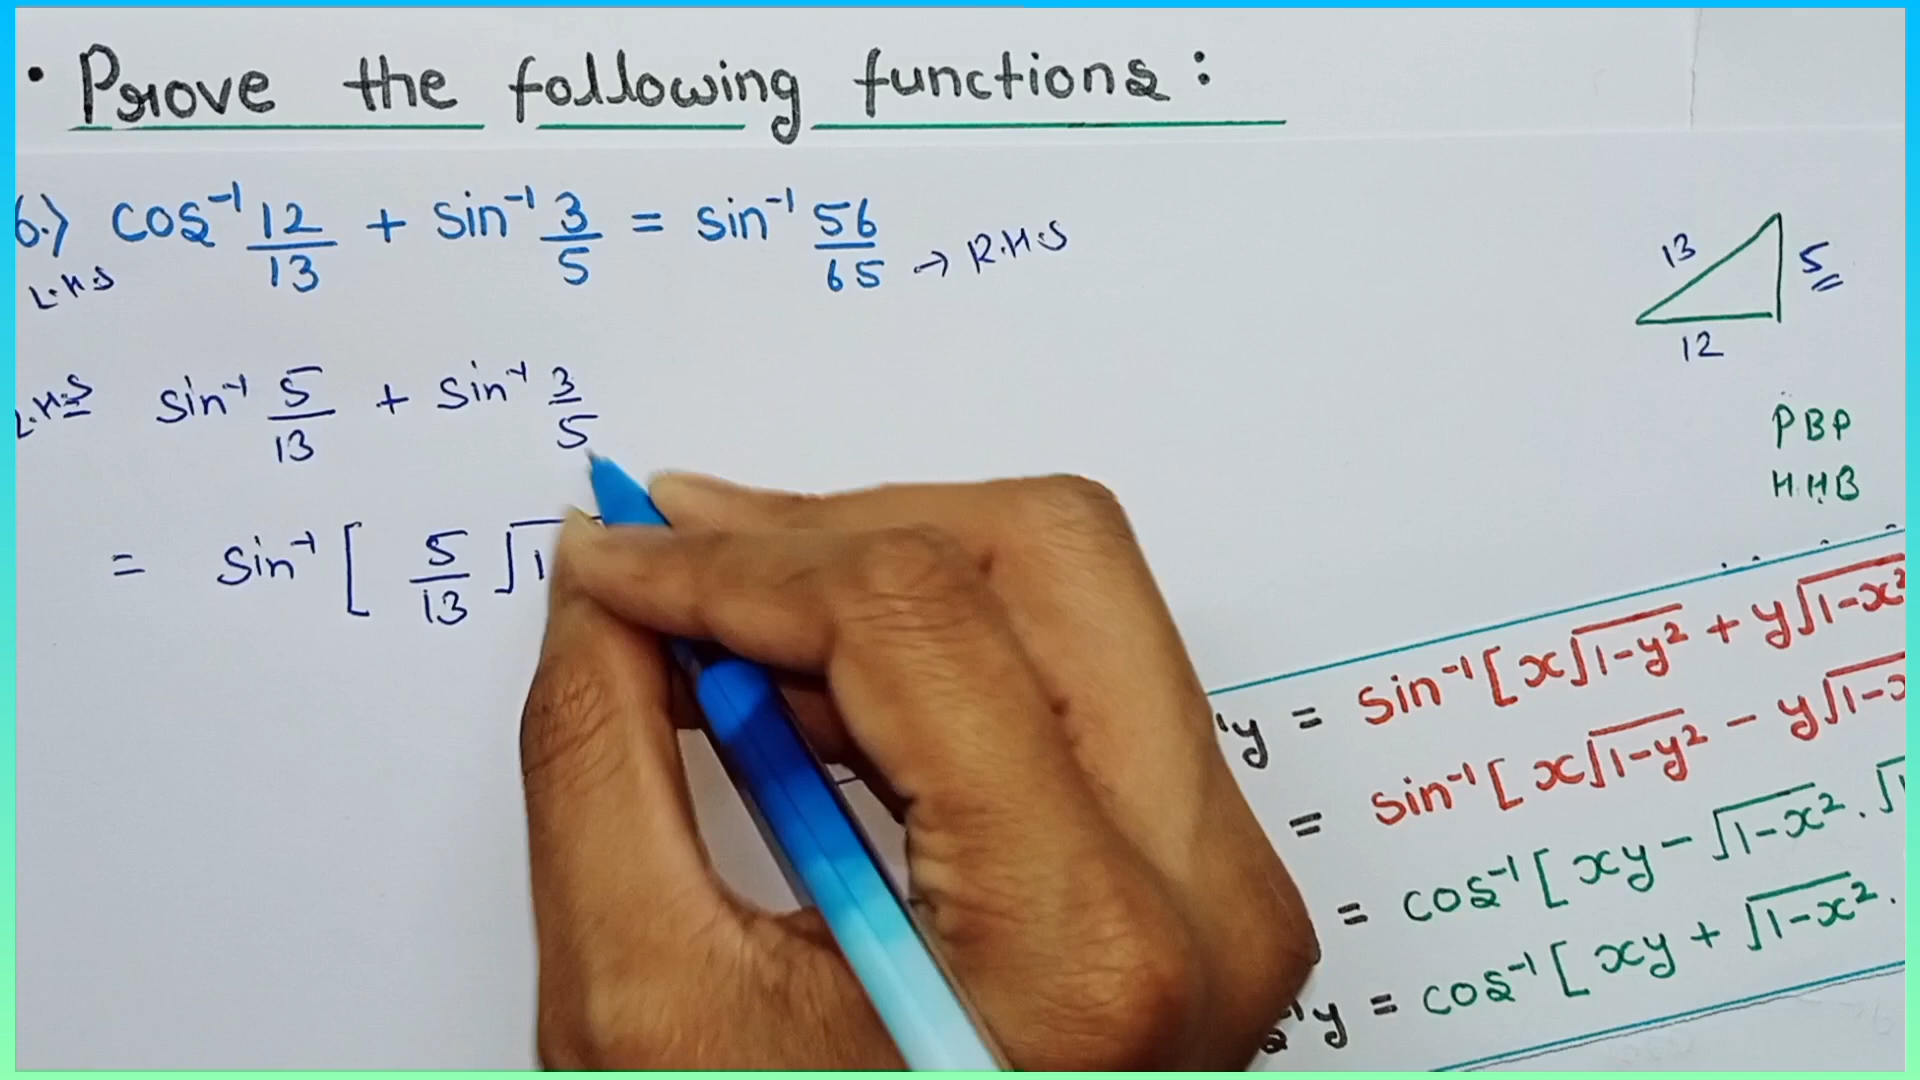 • Prove the following functions:
6.) cos⁻¹ 12/13 + sin⁻¹ 3/5 = sin⁻¹ 56/65 → R.H.S
L.H.S
13
5
12
L.H.S sin⁻¹ 5/13 + sin⁻¹ 3/5
P B P
H H B
= sin⁻¹ [ 5/13 √1
y = sin⁻¹ [x√1-y² + y√1-x²
= sin⁻¹ [x√1-y² - y√1-x
= cos⁻¹ [xy - √1-x² . √1
y = cos⁻¹ [xy + √1-x² .